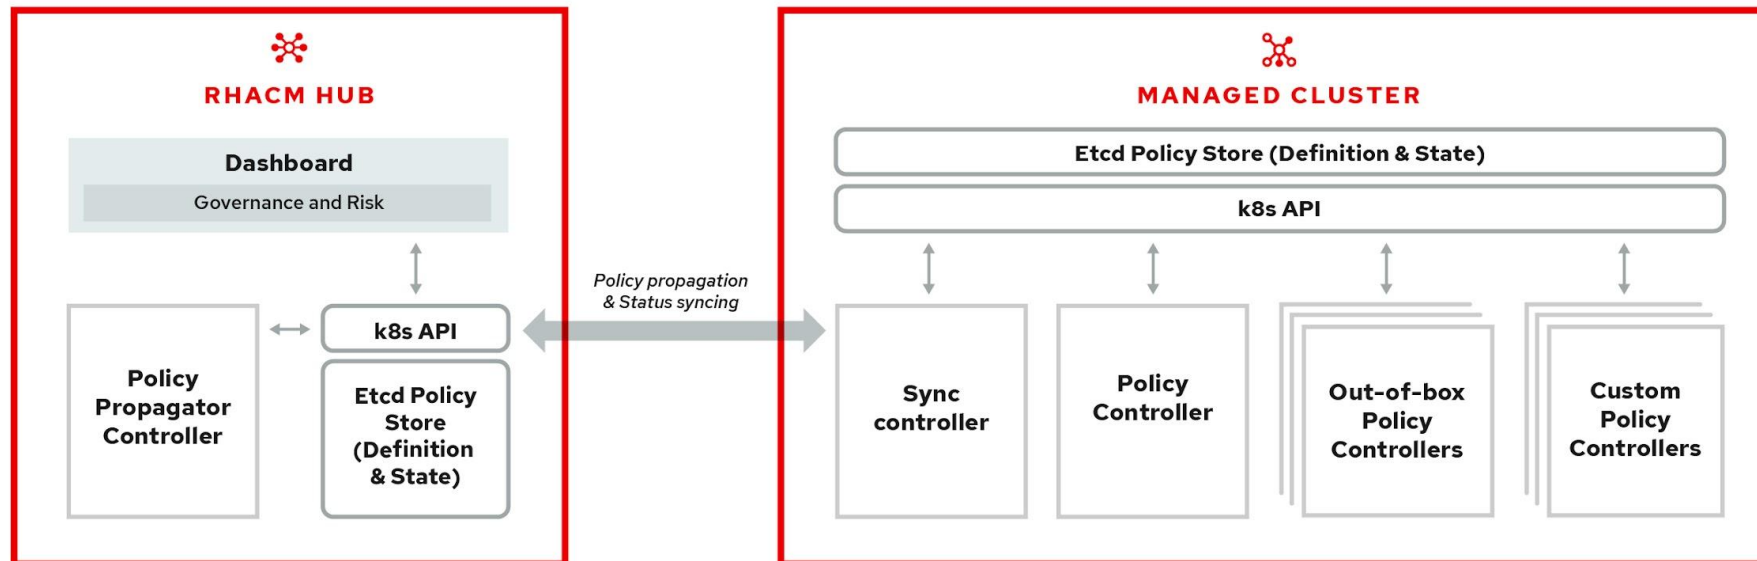 RHACM HUB
Dashboard
Governance and Risk
Policy
Propagator
Controller
k8s API
Etcd Policy
Store
(Definition
& State)
Policy propagation
& Status syncing
MANAGED CLUSTER
Etcd Policy Store (Definition & State)
k8s API
Sync
controller
Policy
Controller
Out-of-box
Policy
Controllers
Custom
Policy
Controllers